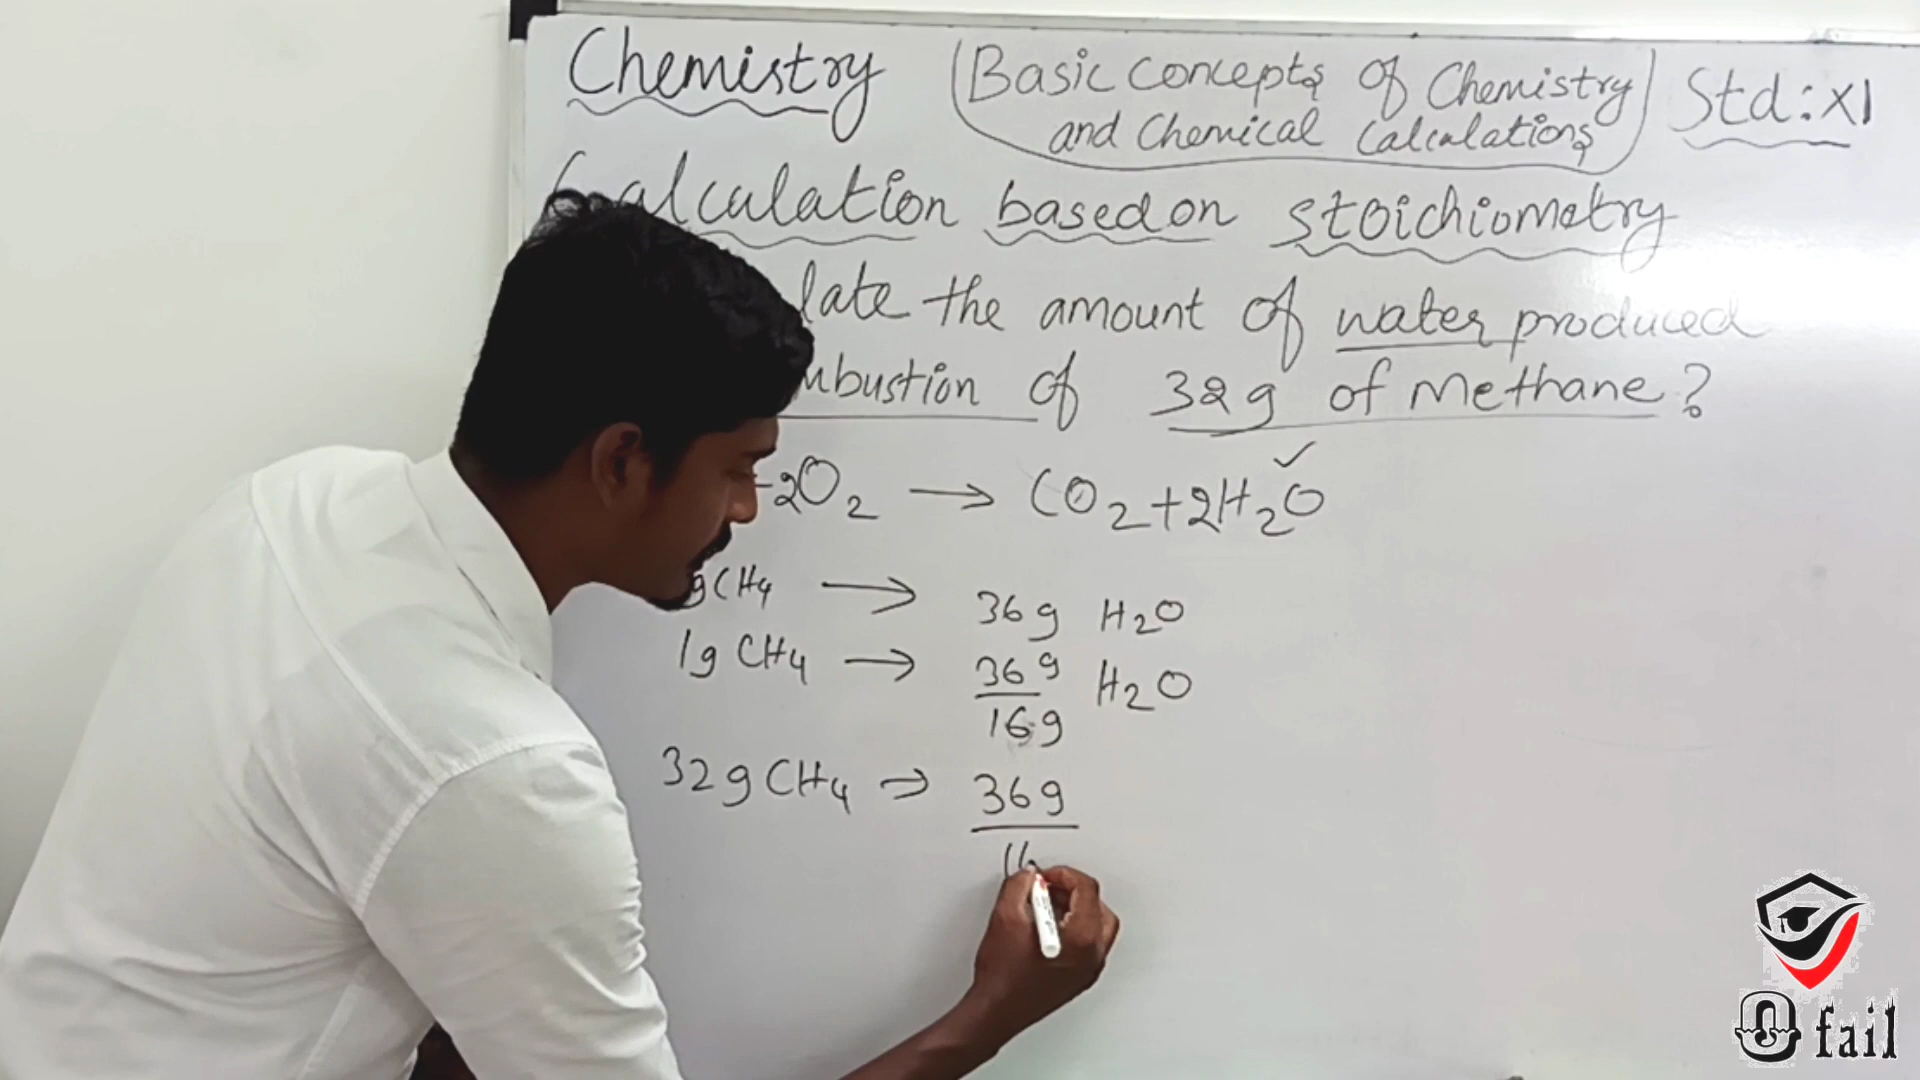 Chemistry (Basic concepts of Chemistry and Chemical Calculations) Std: XI
Calculation based on stoichiometry
late the amount of water produced
mbustion of 32g of Methane?
2O₂ → CO₂+2H₂O
gCH₄ → 36g H₂O
1g CH₄ → 36g/16g H₂O
32g CH₄ → 36g/16
0 fail